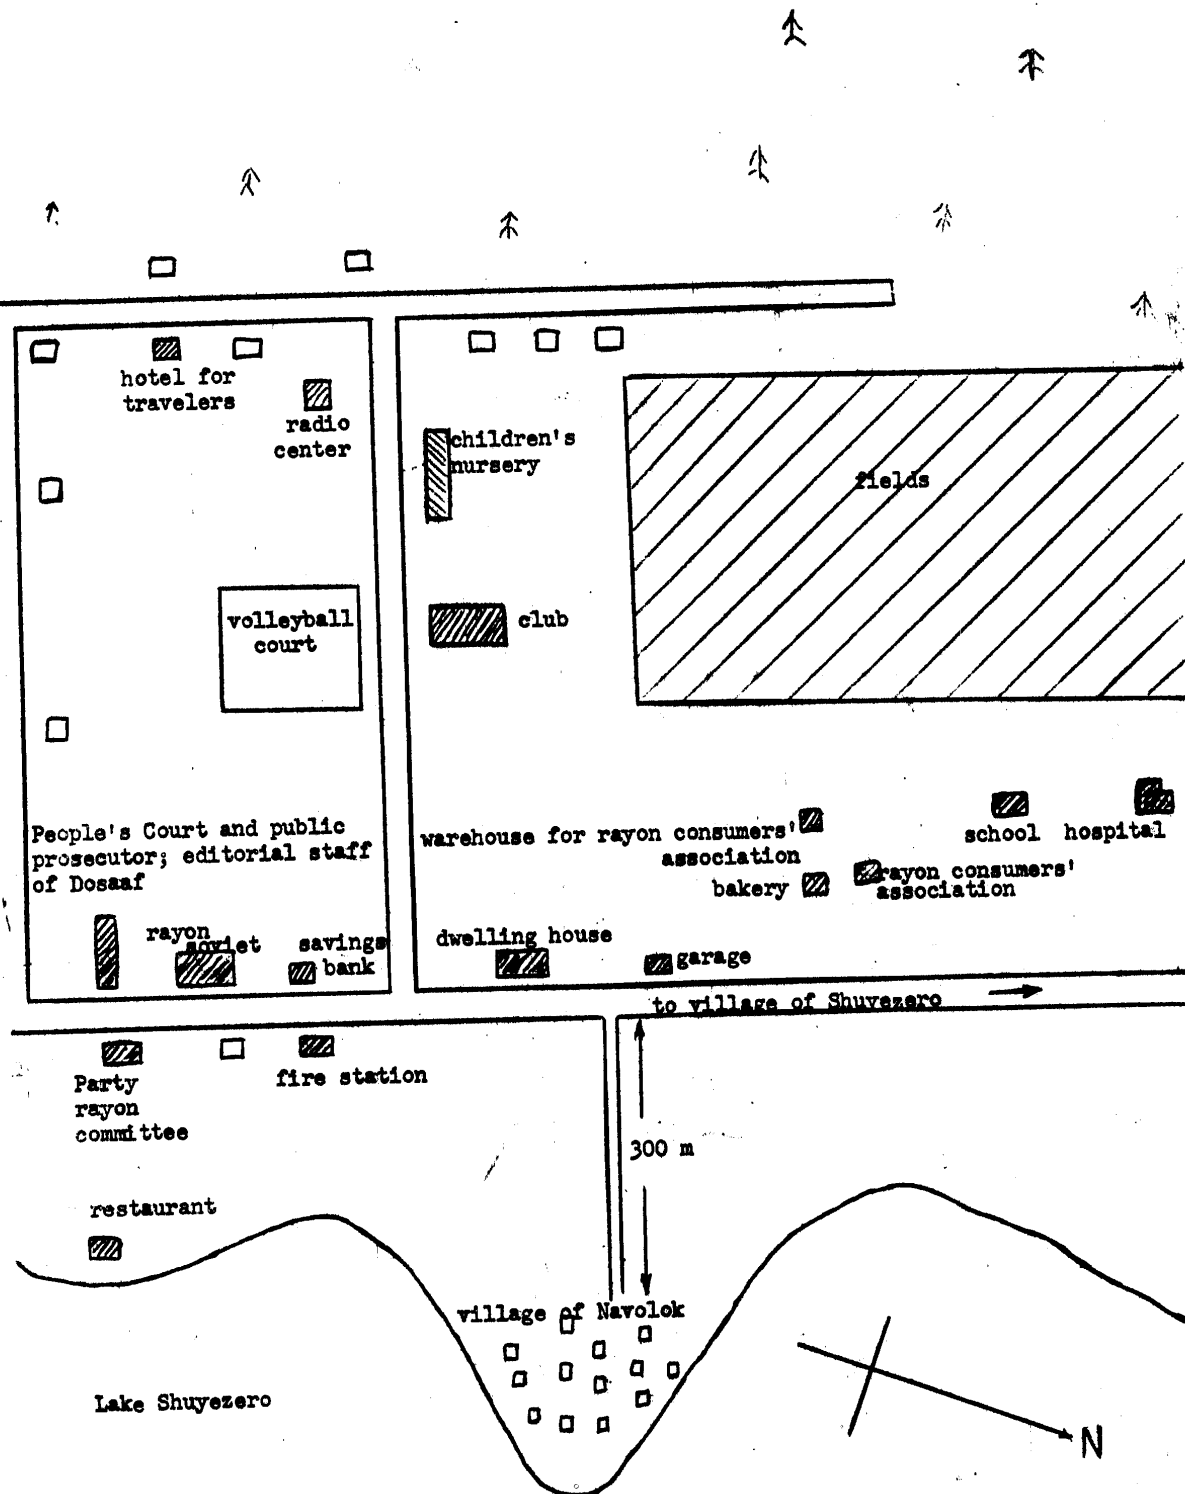 hotel for
travelers
radio
center
children's
nursery
fields
volleyball
court
club
People's Court and public
prosecutor; editorial staff
of Dosaaf
warehouse for rayon consumers'
association
school
hospital
bakery
rayon consumers'
association
rayon
soviet
savings
bank
dwelling house
garage
to village of Shuyezero
Party
rayon
committee
fire station
300 m
restaurant
village of Navolok
Lake Shuyezero
N